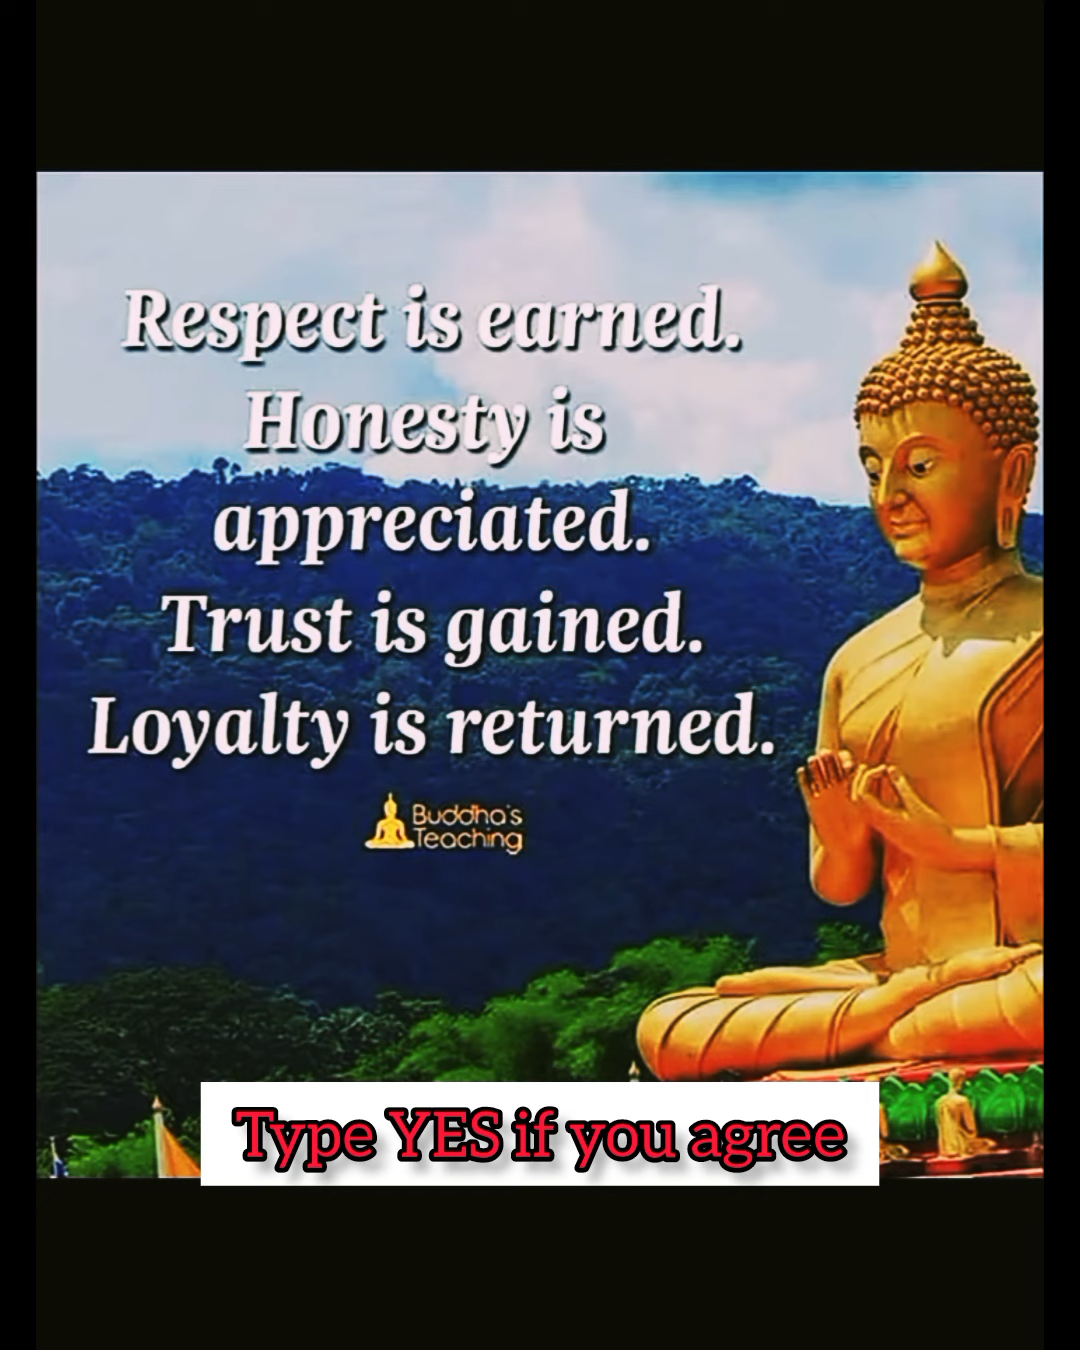 Respect is earned.
Honesty is
appreciated.
Trust is gained.
Loyalty is returned.
Buddha's
Teaching
Type YES if you agree